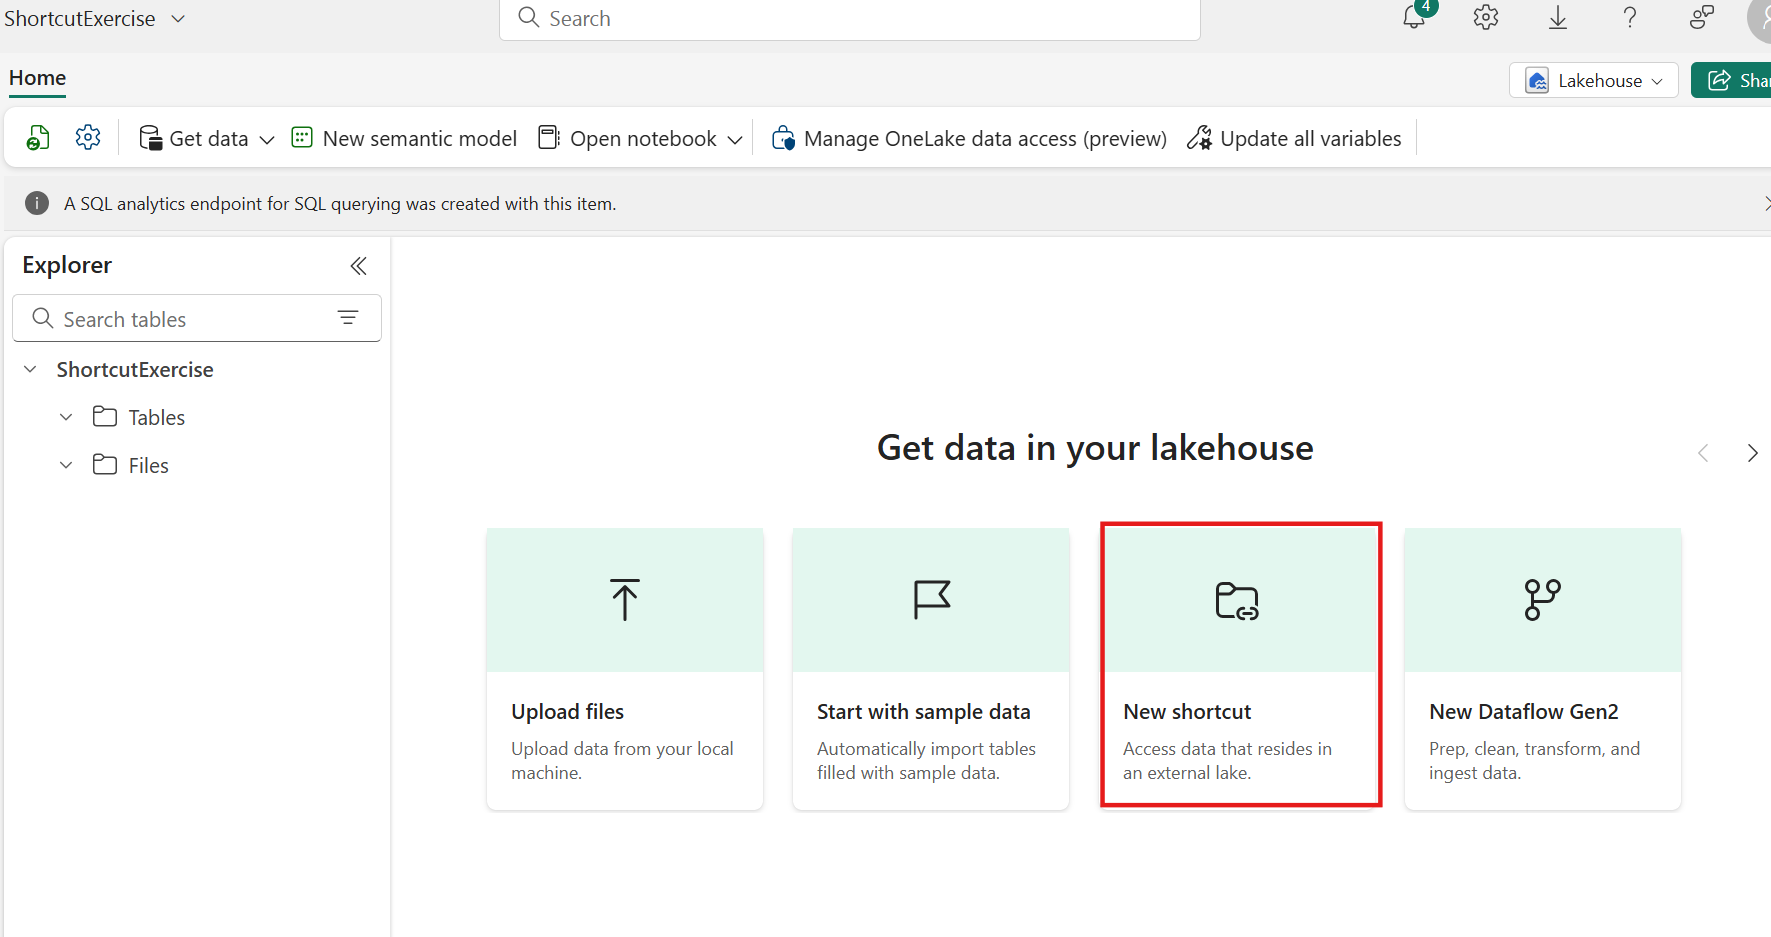 ShortcutExercise
Search
4
Home
Lakehouse
Get data
New semantic model
Open notebook
Manage OneLake data access (preview)
Update all variables
A SQL analytics endpoint for SQL querying was created with this item.
Explorer
Search tables
ShortcutExercise
Tables
Files
Get data in your lakehouse
Upload files
Upload data from your local
machine.
Start with sample data
Automatically import tables
filled with sample data.
New shortcut
Access data that resides in
an external lake.
New Dataflow Gen2
Prep, clean, transform, and
ingest data.